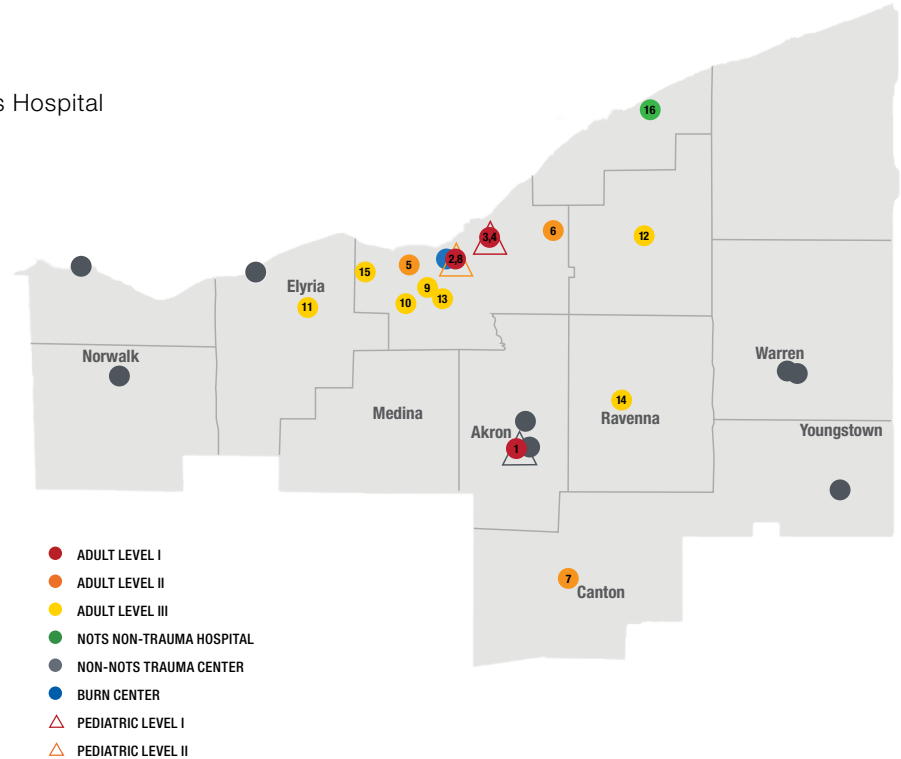 s Hospital
16
3,4
6
12
5
2,8
15
9
Elyria
10
13
11
Norwalk
Warren
14
Medina
Ravenna
Akron
Youngstown
1
7
Canton
ADULT LEVEL I
ADULT LEVEL II
ADULT LEVEL III
NOTS NON-TRAUMA HOSPITAL
NON-NOTS TRAUMA CENTER
BURN CENTER
PEDIATRIC LEVEL I
PEDIATRIC LEVEL II